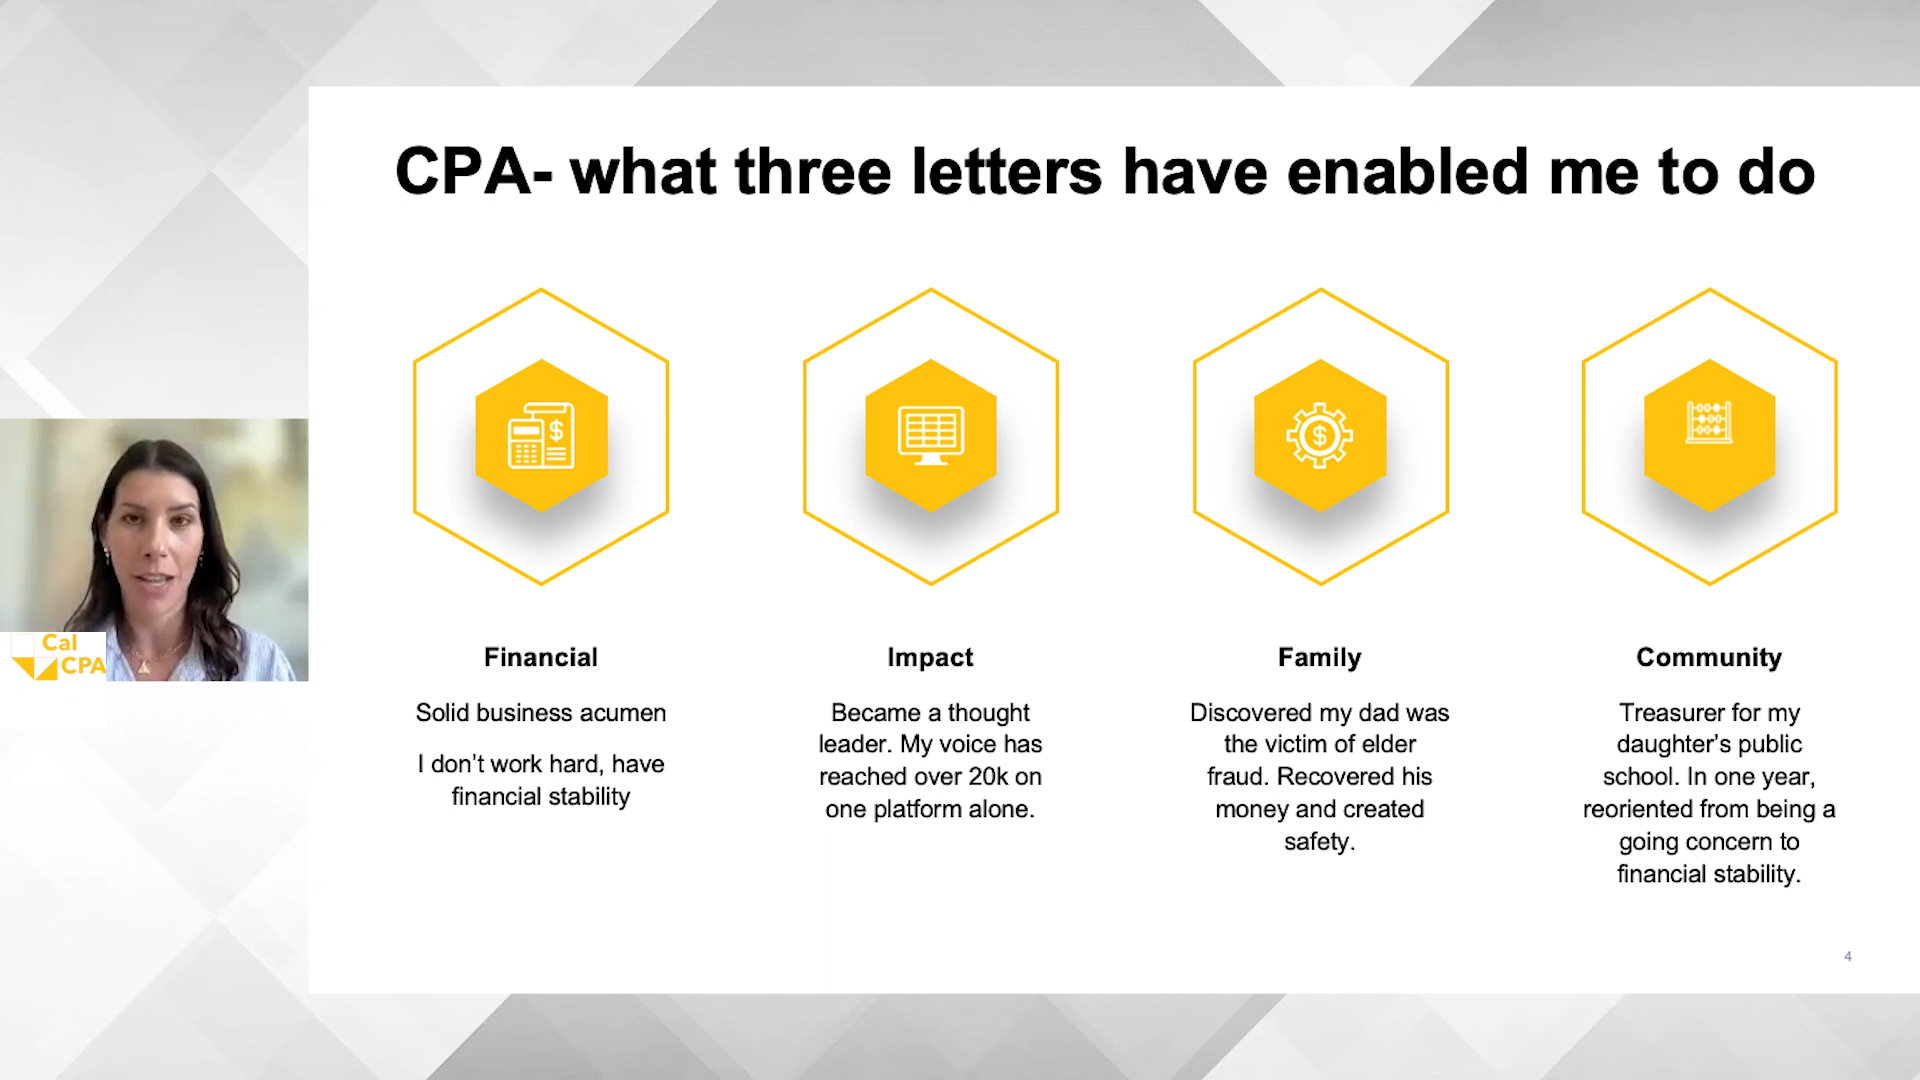 CPA- what three letters have enabled me to do
$
$
Cal
CPA
Financial
Solid business acumen
I don’t work hard, have
financial stability
Impact
Became a thought
leader. My voice has
reached over 20k on
one platform alone.
Family
Discovered my dad was
the victim of elder
fraud. Recovered his
money and created
safety.
Community
Treasurer for my
daughter’s public
school. In one year,
reoriented from being a
going concern to
financial stability.
4